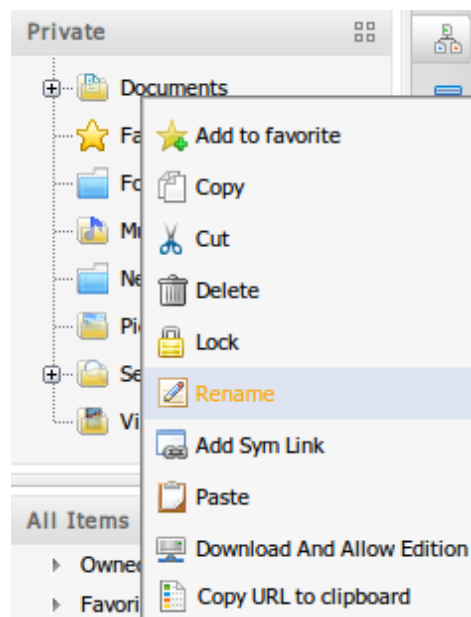 Private
Documents
Add to favorite
Copy
Cut
Delete
Lock
Rename
Add Sym Link
Paste
All Items
Download And Allow Edition
Copy URL to clipboard